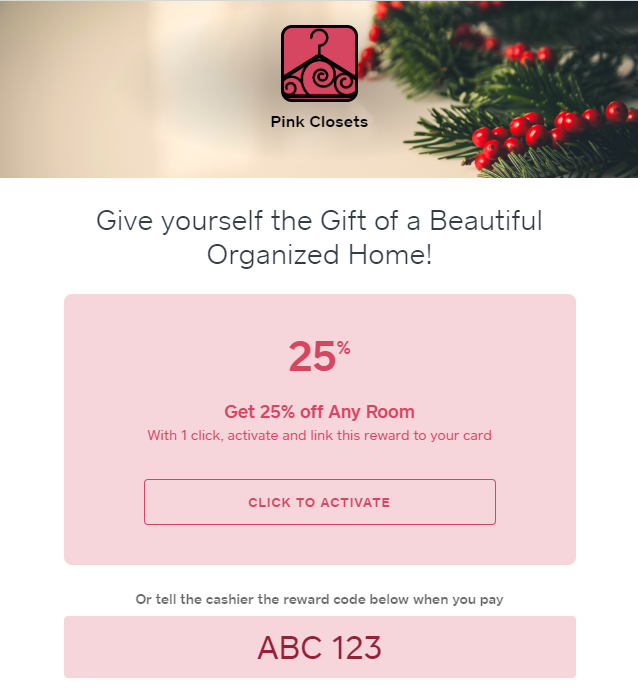 Pink Closets
Give yourself the Gift of a Beautiful
Organized Home!
25%
Get 25% off Any Room
With 1 click, activate and link this reward to your card
CLICK TO ACTIVATE
Or tell the cashier the reward code below when you pay
ABC 123